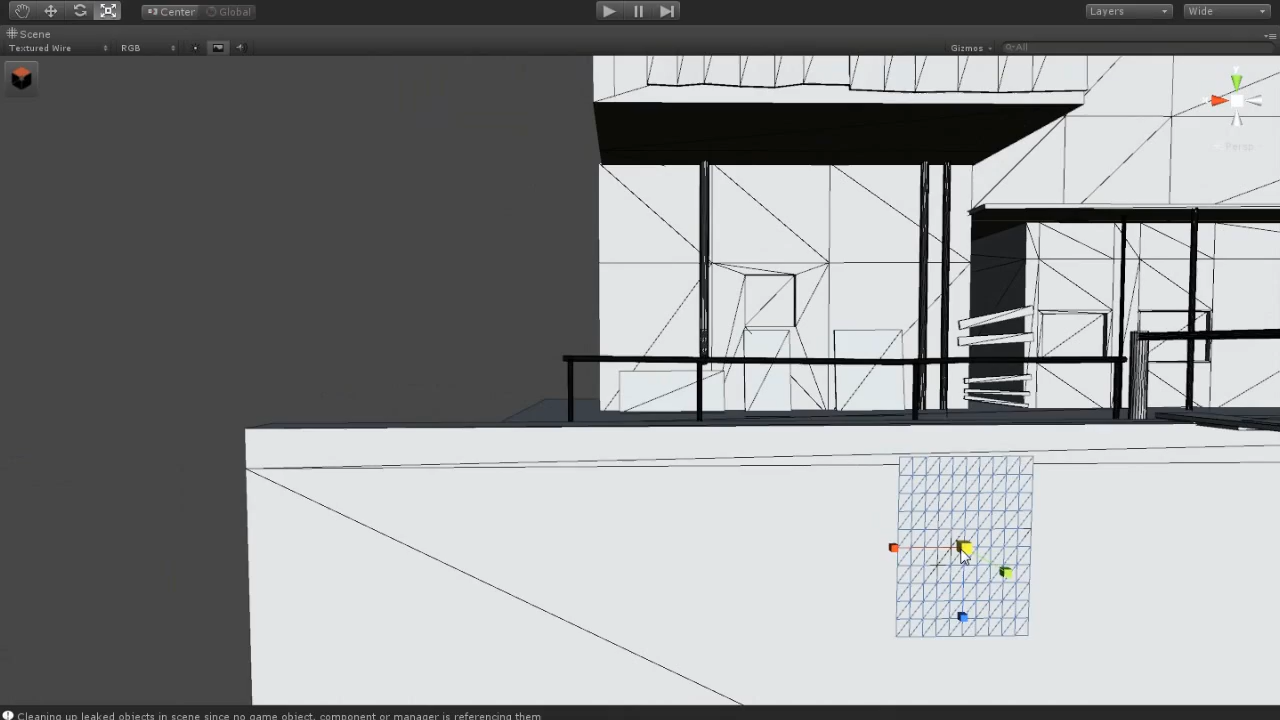 Center Global Layers Wide
Scene
Textured Wire RGB Gizmos All
Persp
Cleaning up leaked objects in scene since no game object, component or manager is referencing them